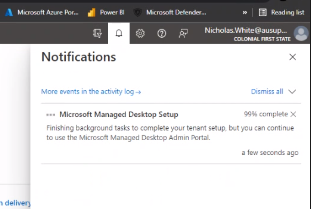 Microsoft Azure Por...
Power BI
Microsoft Defender...
»
Reading list
Nicholas.White@ausup...
COLONIAL FIRST STATE
Notifications
More events in the activity log →
Dismiss all
Microsoft Managed Desktop Setup
99% complete
Finishing background tasks to complete your tenant setup, but you can continue
to use the Microsoft Managed Desktop Admin Portal.
a few seconds ago
n delivery